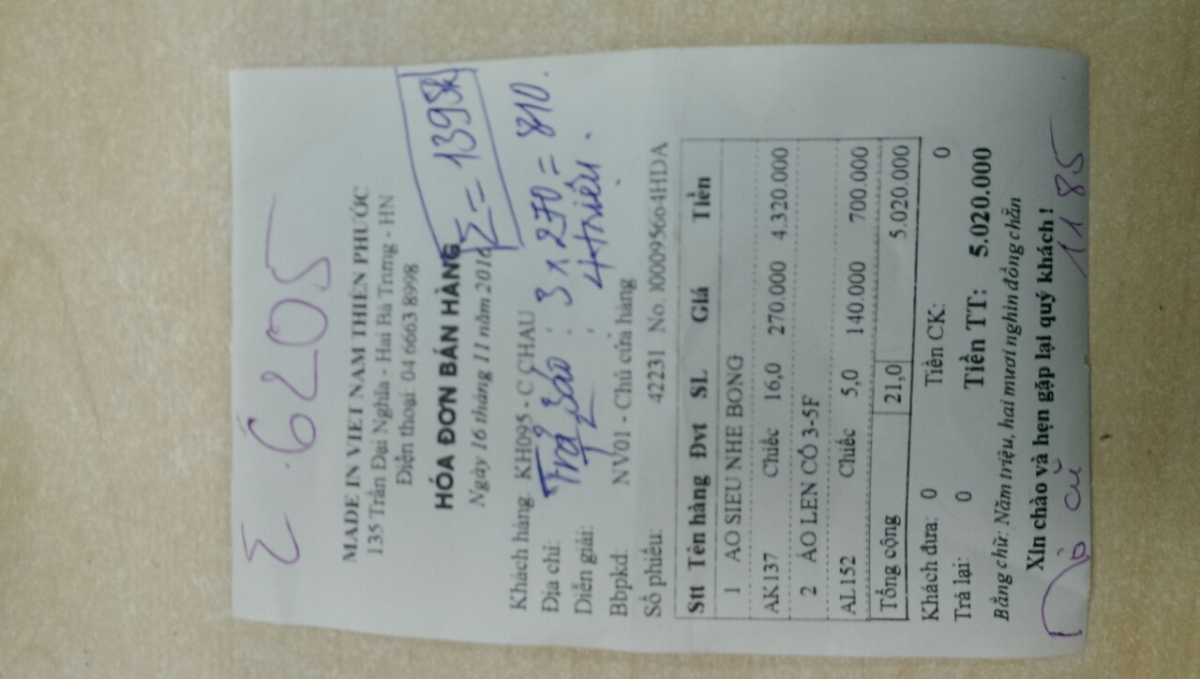 Σ. 6205
MADE IN VIET NAM THIÊN PHƯỚC
135 Trần Đại Nghĩa - Hai Bà Trưng - HN
Điện thoại: 04 6663 8998
HÓA ĐƠN BÁN HÀNG
Ngày 16 tháng 11 năm 2016
Σ = 1395k
Khách hàng: KH095 - C CHAU
Trả 3áo : 3 x 270 = 810.
Địa chỉ:
4 triệu.
Diễn giải:
Bbpkd: NV01 - Chủ cửa hàng
Số phiếu: 42231 No. X00095664HDA
Stt Tên hàng Đvt SL Giá Tiền
1 AO SIEU NHE BONG
AK137 Chiếc 16,0 270.000 4.320.000
2 ÁO LEN CỔ 3-5F
AL152 Chiếc 5,0 140.000 700.000
Tổng cộng 21,0 5.020.000
Khách đưa: 0 Tiền CK: 0
Trả lại: 0 Tiền TT: 5.020.000
Bằng chữ: Năm triệu, hai mươi nghìn đồng chẵn
Xin chào và hẹn gặp lại quý khách!
Nợ cũ 1185